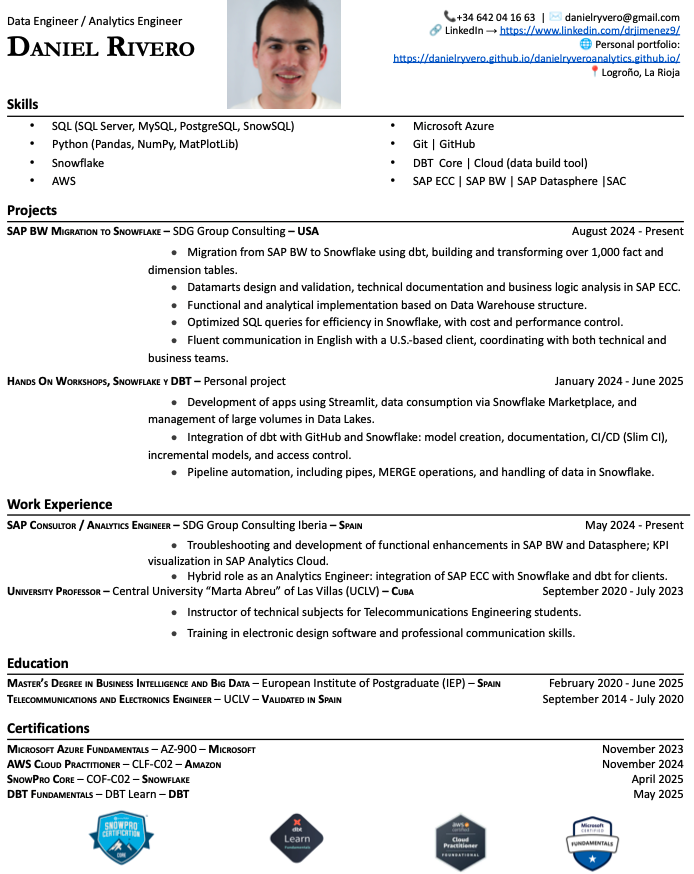 Data Engineer / Analytics Engineer
DANIEL RIVERO
📞+34 642 04 16 63 | ✉️ danielryvero@gmail.com
🔗 LinkedIn → https://www.linkedin.com/drjimenez9/
🌐 Personal portfolio:
https://danielryvero.github.io/danielryveroanalytics.github.io/
📍Logroño, La Rioja
Skills
• SQL (SQL Server, MySQL, PostgreSQL, SnowSQL)
• Python (Pandas, NumPy, MatPlotLib)
• Snowflake
• AWS
• Microsoft Azure
• Git | GitHub
• DBT Core | Cloud (data build tool)
• SAP ECC | SAP BW | SAP Datasphere |SAC
Projects
SAP BW MIGRATION TO SNOWFLAKE – SDG Group Consulting – USA August 2024 - Present
● Migration from SAP BW to Snowflake using dbt, building and transforming over 1,000 fact and
dimension tables.
● Datamarts design and validation, technical documentation and business logic analysis in SAP ECC.
● Functional and analytical implementation based on Data Warehouse structure.
● Optimized SQL queries for efficiency in Snowflake, with cost and performance control.
● Fluent communication in English with a U.S.-based client, coordinating with both technical and
business teams.
HANDS ON WORKSHOPS, SNOWFLAKE Y DBT – Personal project January 2024 - June 2025
● Development of apps using Streamlit, data consumption via Snowflake Marketplace, and
management of large volumes in Data Lakes.
● Integration of dbt with GitHub and Snowflake: model creation, documentation, CI/CD (Slim CI),
incremental models, and access control.
● Pipeline automation, including pipes, MERGE operations, and handling of data in Snowflake.
Work Experience
SAP CONSULTOR / ANALYTICS ENGINEER – SDG Group Consulting Iberia – SPAIN May 2024 - Present
● Troubleshooting and development of functional enhancements in SAP BW and Datasphere; KPI
visualization in SAP Analytics Cloud.
● Hybrid role as an Analytics Engineer: integration of SAP ECC with Snowflake and dbt for clients.
UNIVERSITY PROFESSOR – Central University “Marta Abreu” of Las Villas (UCLV) – CUBA September 2020 - July 2023
● Instructor of technical subjects for Telecommunications Engineering students.
● Training in electronic design software and professional communication skills.
Education
MASTER’S DEGREE IN BUSINESS INTELLIGENCE AND BIG DATA – European Institute of Postgraduate (IEP) – SPAIN February 2020 - June 2025
TELECOMMUNICATIONS AND ELECTRONICS ENGINEER – UCLV – VALIDATED IN SPAIN September 2014 - July 2020
Certifications
MICROSOFT AZURE FUNDAMENTALS – AZ-900 – MICROSOFT November 2023
AWS CLOUD PRACTITIONER – CLF-C02 – AMAZON November 2024
SNOWPRO CORE – COF-C02 – SNOWFLAKE April 2025
DBT FUNDAMENTALS – DBT Learn – DBT May 2025
SNOWPRO
CERTIFICATION
CORE
dbt
Learn
Fundamentals
aws
certified
Cloud
Practitioner
FOUNDATIONAL
Microsoft
CERTIFIED
FUNDAMENTALS